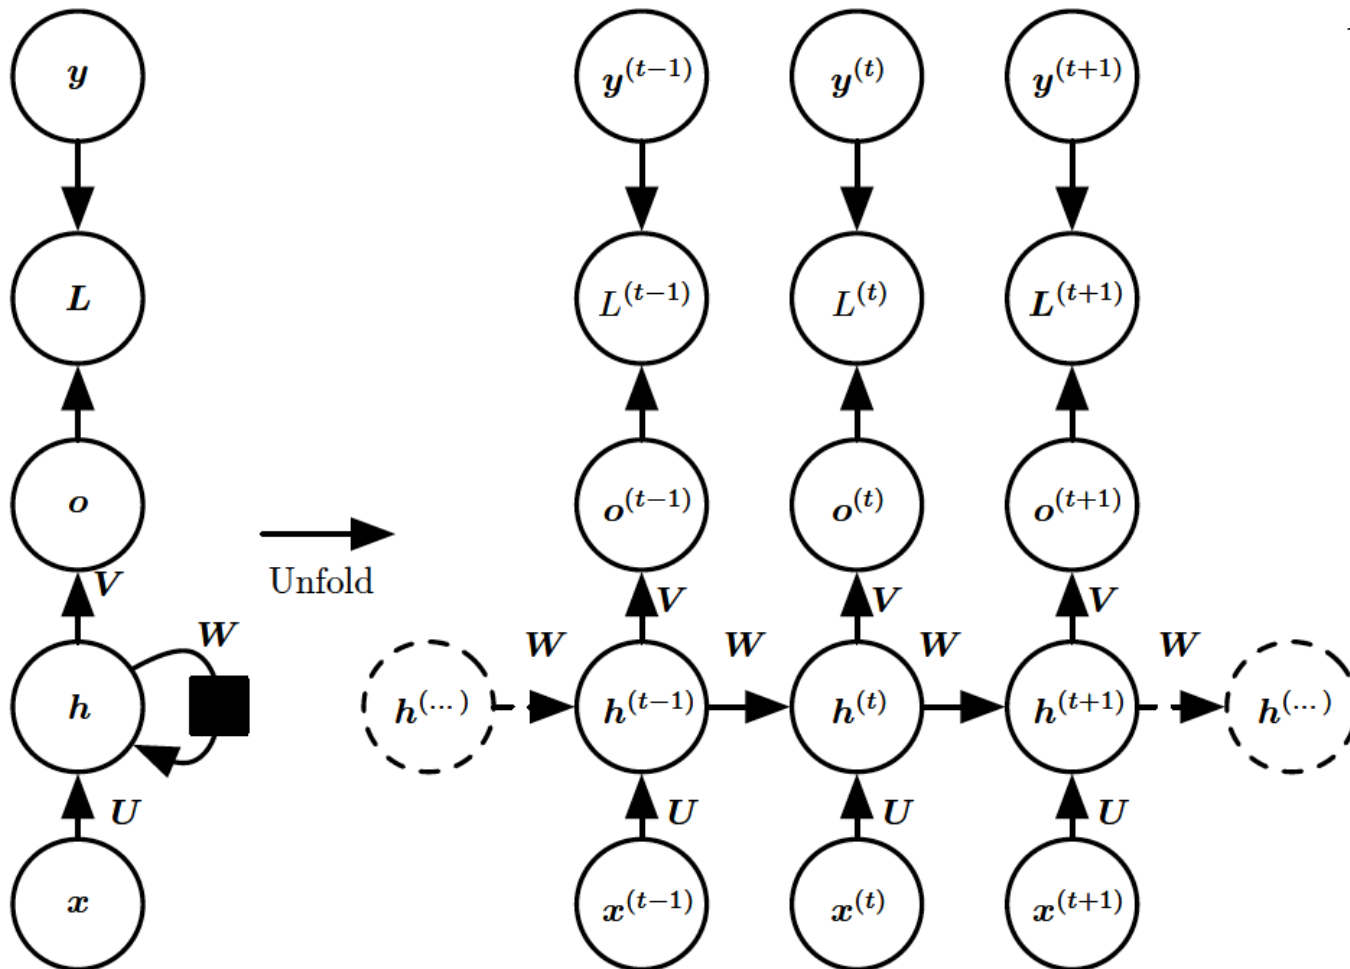 y y^(t−1) y^(t) y^(t+1)
L L^(t−1) L^(t) L^(t+1)
o o^(t−1) o^(t) o^(t+1)
Unfold
V V V V
W W W W W
h h^(...) h^(t−1) h^(t) h^(t+1) h^(...)
U U U U
x x^(t−1) x^(t) x^(t+1)